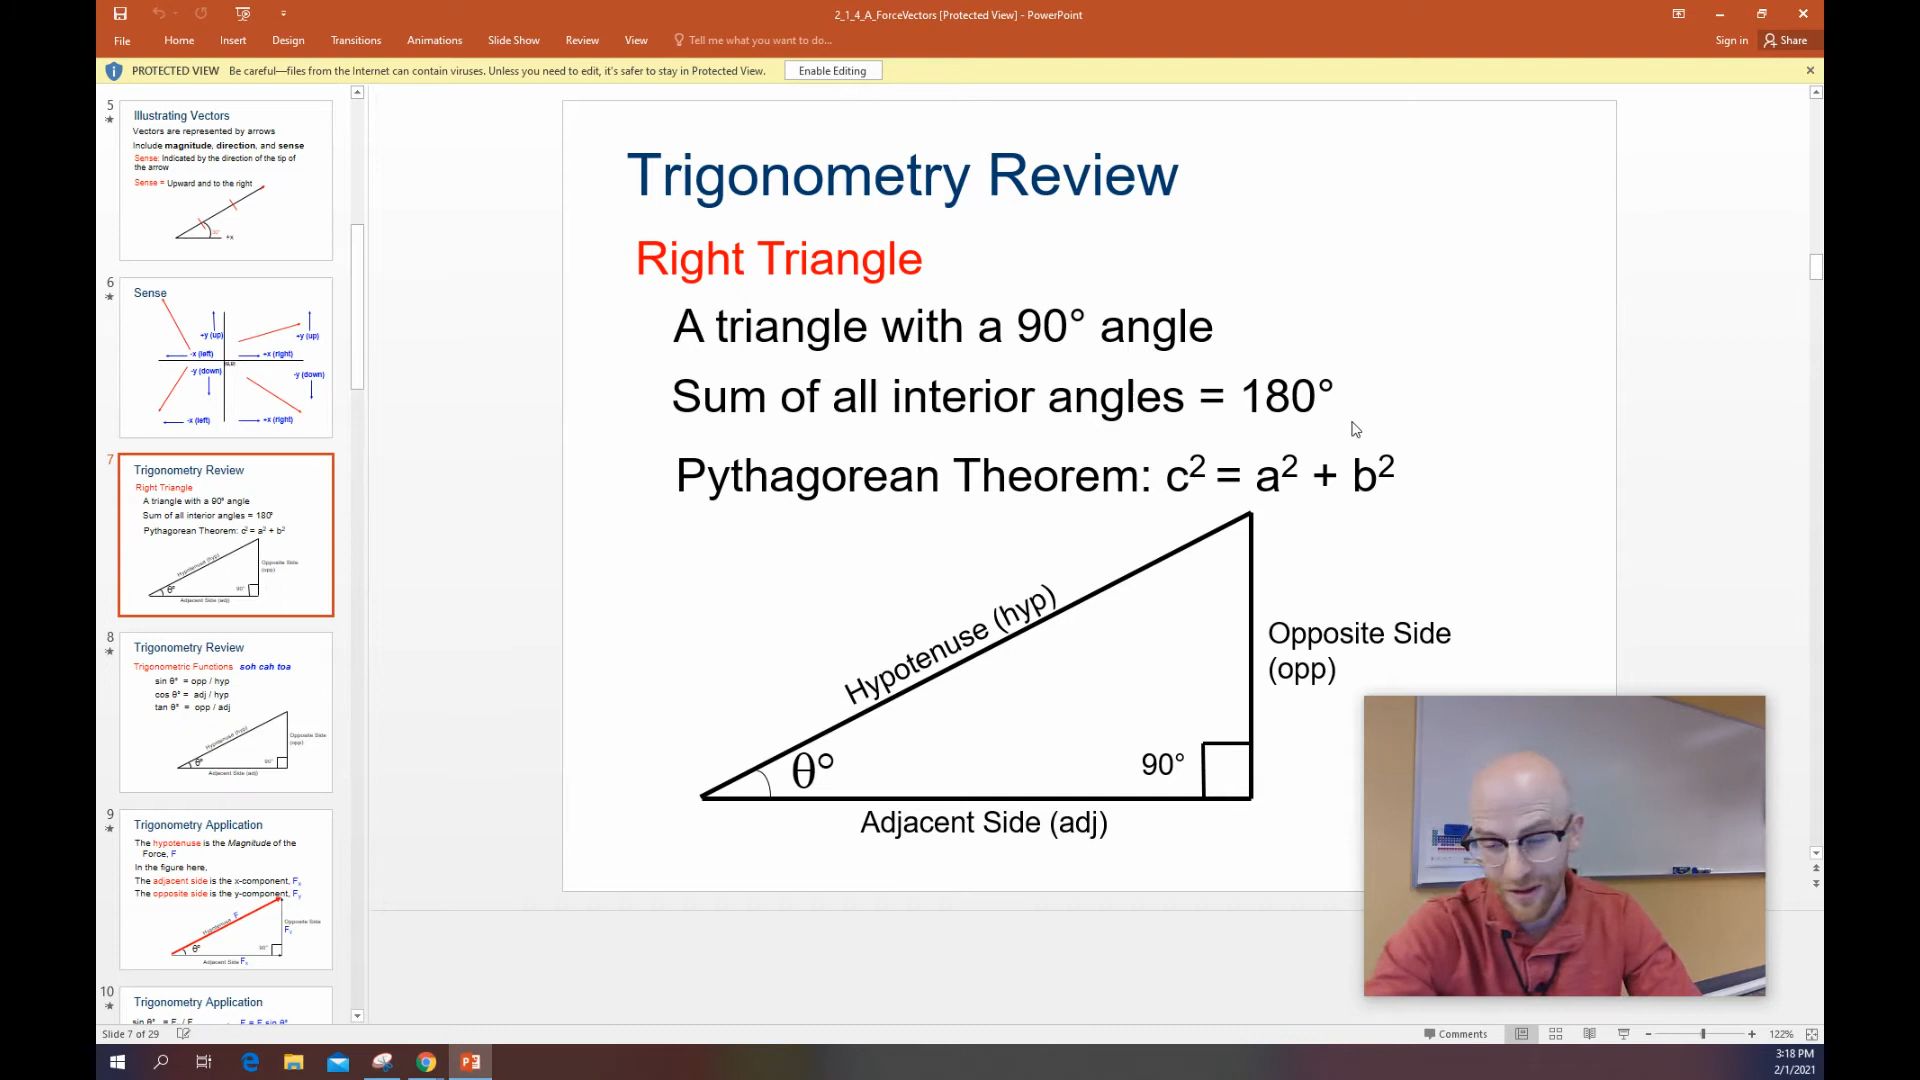 2_1_4_A_ForceVectors [Protected View] - PowerPoint
File Home Insert Design Transitions Animations Slide Show Review View Tell me what you want to do... Sign in Share
PROTECTED VIEW Be careful—files from the Internet can contain viruses. Unless you need to edit, it's safer to stay in Protected View. Enable Editing
5
Illustrating Vectors
Vectors are represented by arrows
Include magnitude, direction, and sense
Sense: Indicated by the direction of the tip of
the arrow
Sense = Upward and to the right
30°
+x
6
Sense
+y (up)
+y (up)
-x (left)
+x (right)
-y (down)
-y (down)
-x (left)
+x (right)
7
Trigonometry Review
Right Triangle
A triangle with a 90° angle
Sum of all interior angles = 180°
Pythagorean Theorem: c² = a² + b²
Hypotenuse (hyp)
Opposite Side
(opp)
θ°
90°
Adjacent Side (adj)
8
Trigonometry Review
Trigonometric Functions soh cah toa
sin θ° = opp / hyp
cos θ° = adj / hyp
tan θ° = opp / adj
Hypotenuse (hyp)
Opposite Side
(opp)
θ°
90°
Adjacent Side (adj)
9
Trigonometry Application
The hypotenuse is the Magnitude of the
Force, F
In the figure here,
The adjacent side is the x-component, Fx
The opposite side is the y-component, Fy
Hypotenuse F
Opposite Side
Fy
θ°
90°
Adjacent Side Fx
10
Trigonometry Application
Trigonometry Review
Right Triangle
A triangle with a 90° angle
Sum of all interior angles = 180°
Pythagorean Theorem: c² = a² + b²
Hypotenuse (hyp)
Opposite Side
(opp)
θ°
90°
Adjacent Side (adj)
Slide 7 of 29
Comments
122%
3:18 PM
2/1/2021